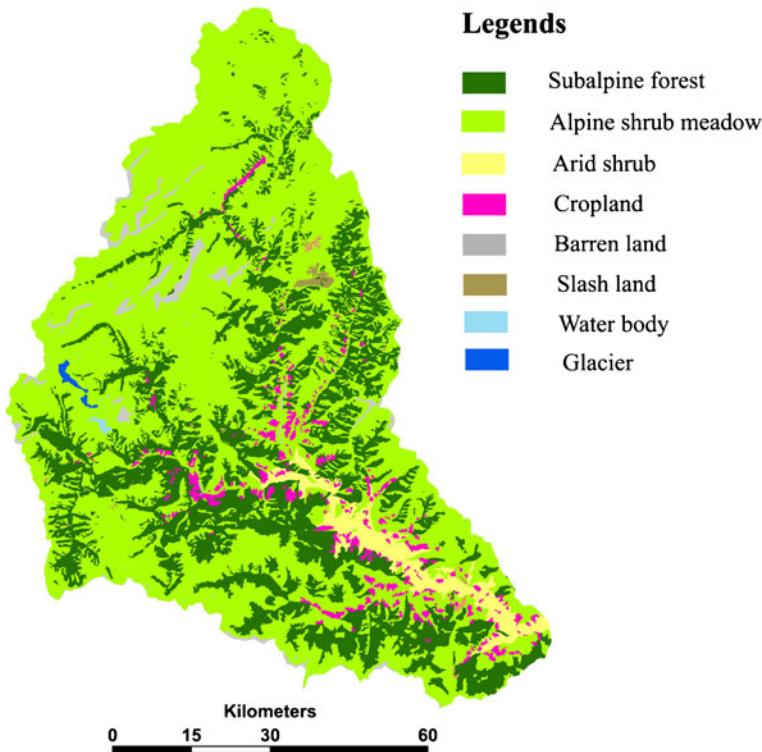 Legends
Subalpine forest
Alpine shrub meadow
Arid shrub
Cropland
Barren land
Slash land
Water body
Glacier
Kilometers
0 15 30 60